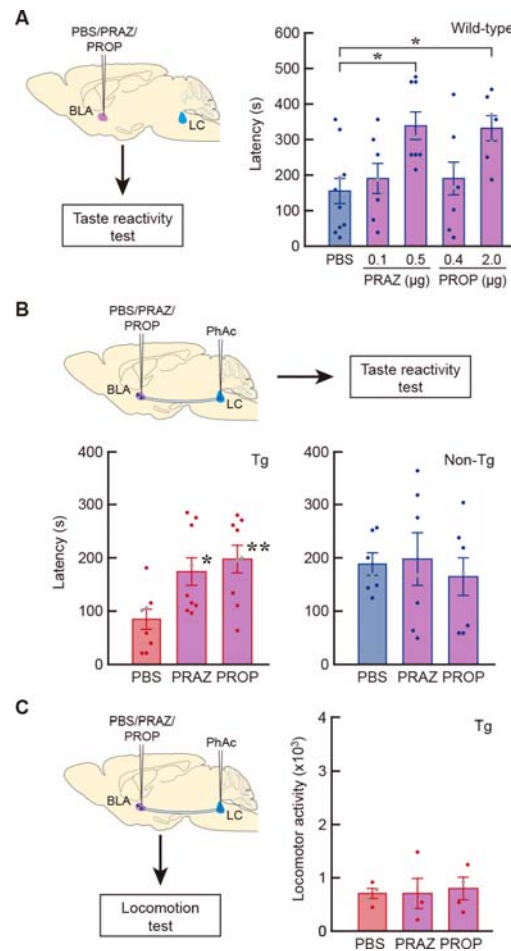 A
PBS/PRAZ/
PROP
BLA
LC
Taste reactivity
test
Wild-type
Latency (s)
600
500
400
300
200
100
0
*
*
PBS
0.1 0.5 0.4 2.0
PRAZ (μg) PROP (μg)
B
PBS/PRAZ/
PROP
PhAc
BLA
LC
Taste reactivity
test
Tg
Latency (s)
400
300
200
100
0
*
**
PBS PRAZ PROP
Non-Tg
400
300
200
100
0
PBS PRAZ PROP
C
PBS/PRAZ/
PROP
PhAc
BLA
LC
Locomotion
test
Tg
Locomotor activity (x10³)
4
3
2
1
0
PBS PRAZ PROP